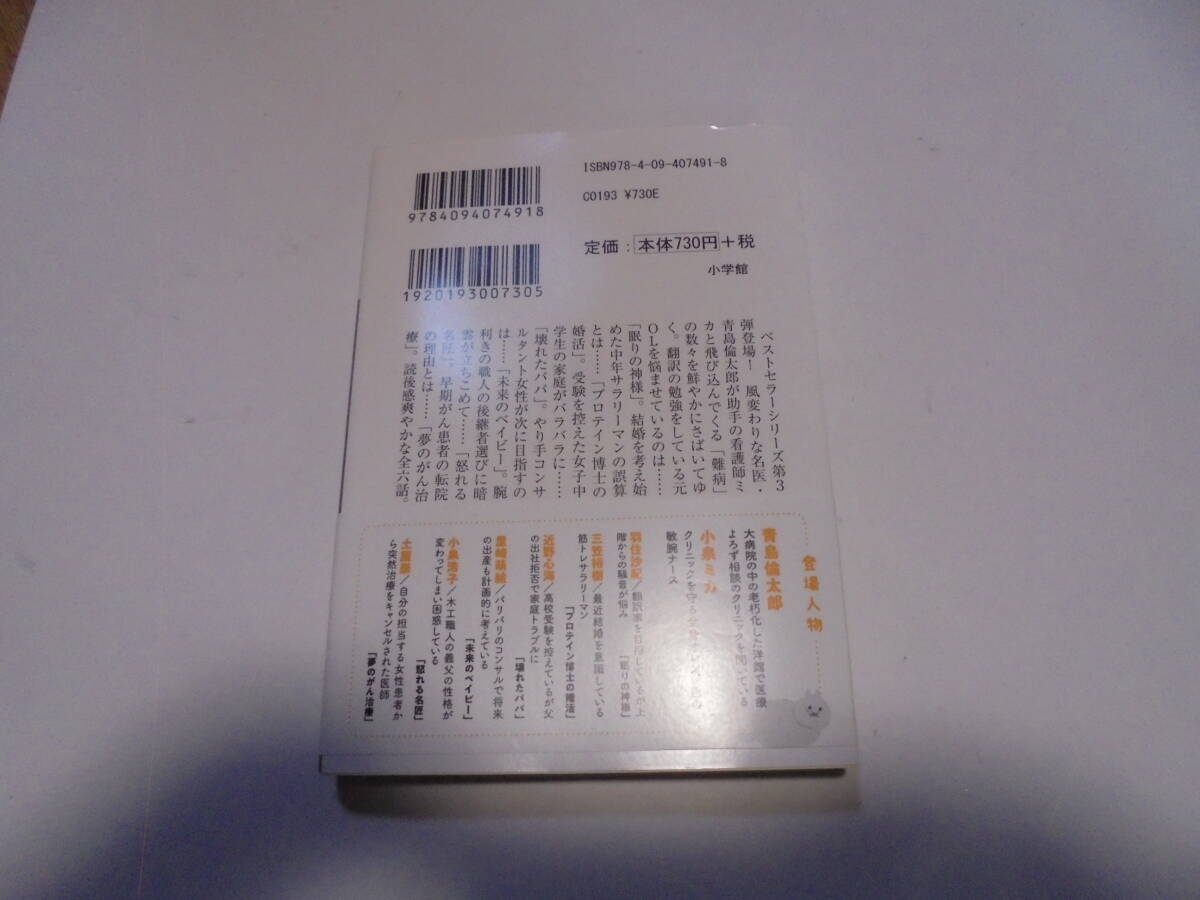 ISBN978-4-09-407491-8
C0193 ¥730E
9784094074918
定価：本体730円＋税
小学館
1920193007305
ベストセラーシリーズ第3
弾登場！　風変わりな名医・
青島倫太郎が助手の看護師ミ
カと飛び込んでくる「難病」
の数々を鮮やかにさばいてゆ
く。翻訳の勉強をしている元
OLを悩ませているのは……
「眠りの神様」。結婚を考え始
めた中年サラリーマンの誤算
とは……「プロテイン博士の
婚活」。受験を控えた女子中
学生の家庭がバラバラに……
「壊れたパパ」。やり手コンサ
ルタント女性が次に目指すの
は……「未来のベイビー」。腕
利きの職人の後継者選びに暗
雲が立ちこめて……「怒れる
名匠」。早期がん患者の転院
の理由とは……「夢のがん治
療」。読後感爽やかな全六話。
登場人物
青島倫太郎
大病院の中の老朽化した洋館で医療
よろず相談のクリニックを開いている
小泉ミカ
クリニックを守る
敏腕ナース
羽住沙紀／翻訳家を目指しているが上
階からの騒音が悩み
「眠りの神様」
三笠裕樹／最近結婚を意識している
筋トレサラリーマン
「プロテイン博士の婚活」
近野心海／高校受験を控えているが父
の出社拒否で家庭トラブルに
「壊れたパパ」
萌絵／バリバリのコンサルで将来
の出産も計画的に考えている
「未来のベイビー」
小泉浩子／木工職人の義父の性格が
変わってしまい困惑している
「怒れる名匠」
／自分の担当する女性患者か
ら突然治療をキャンセルされた医師
「夢のがん治療」